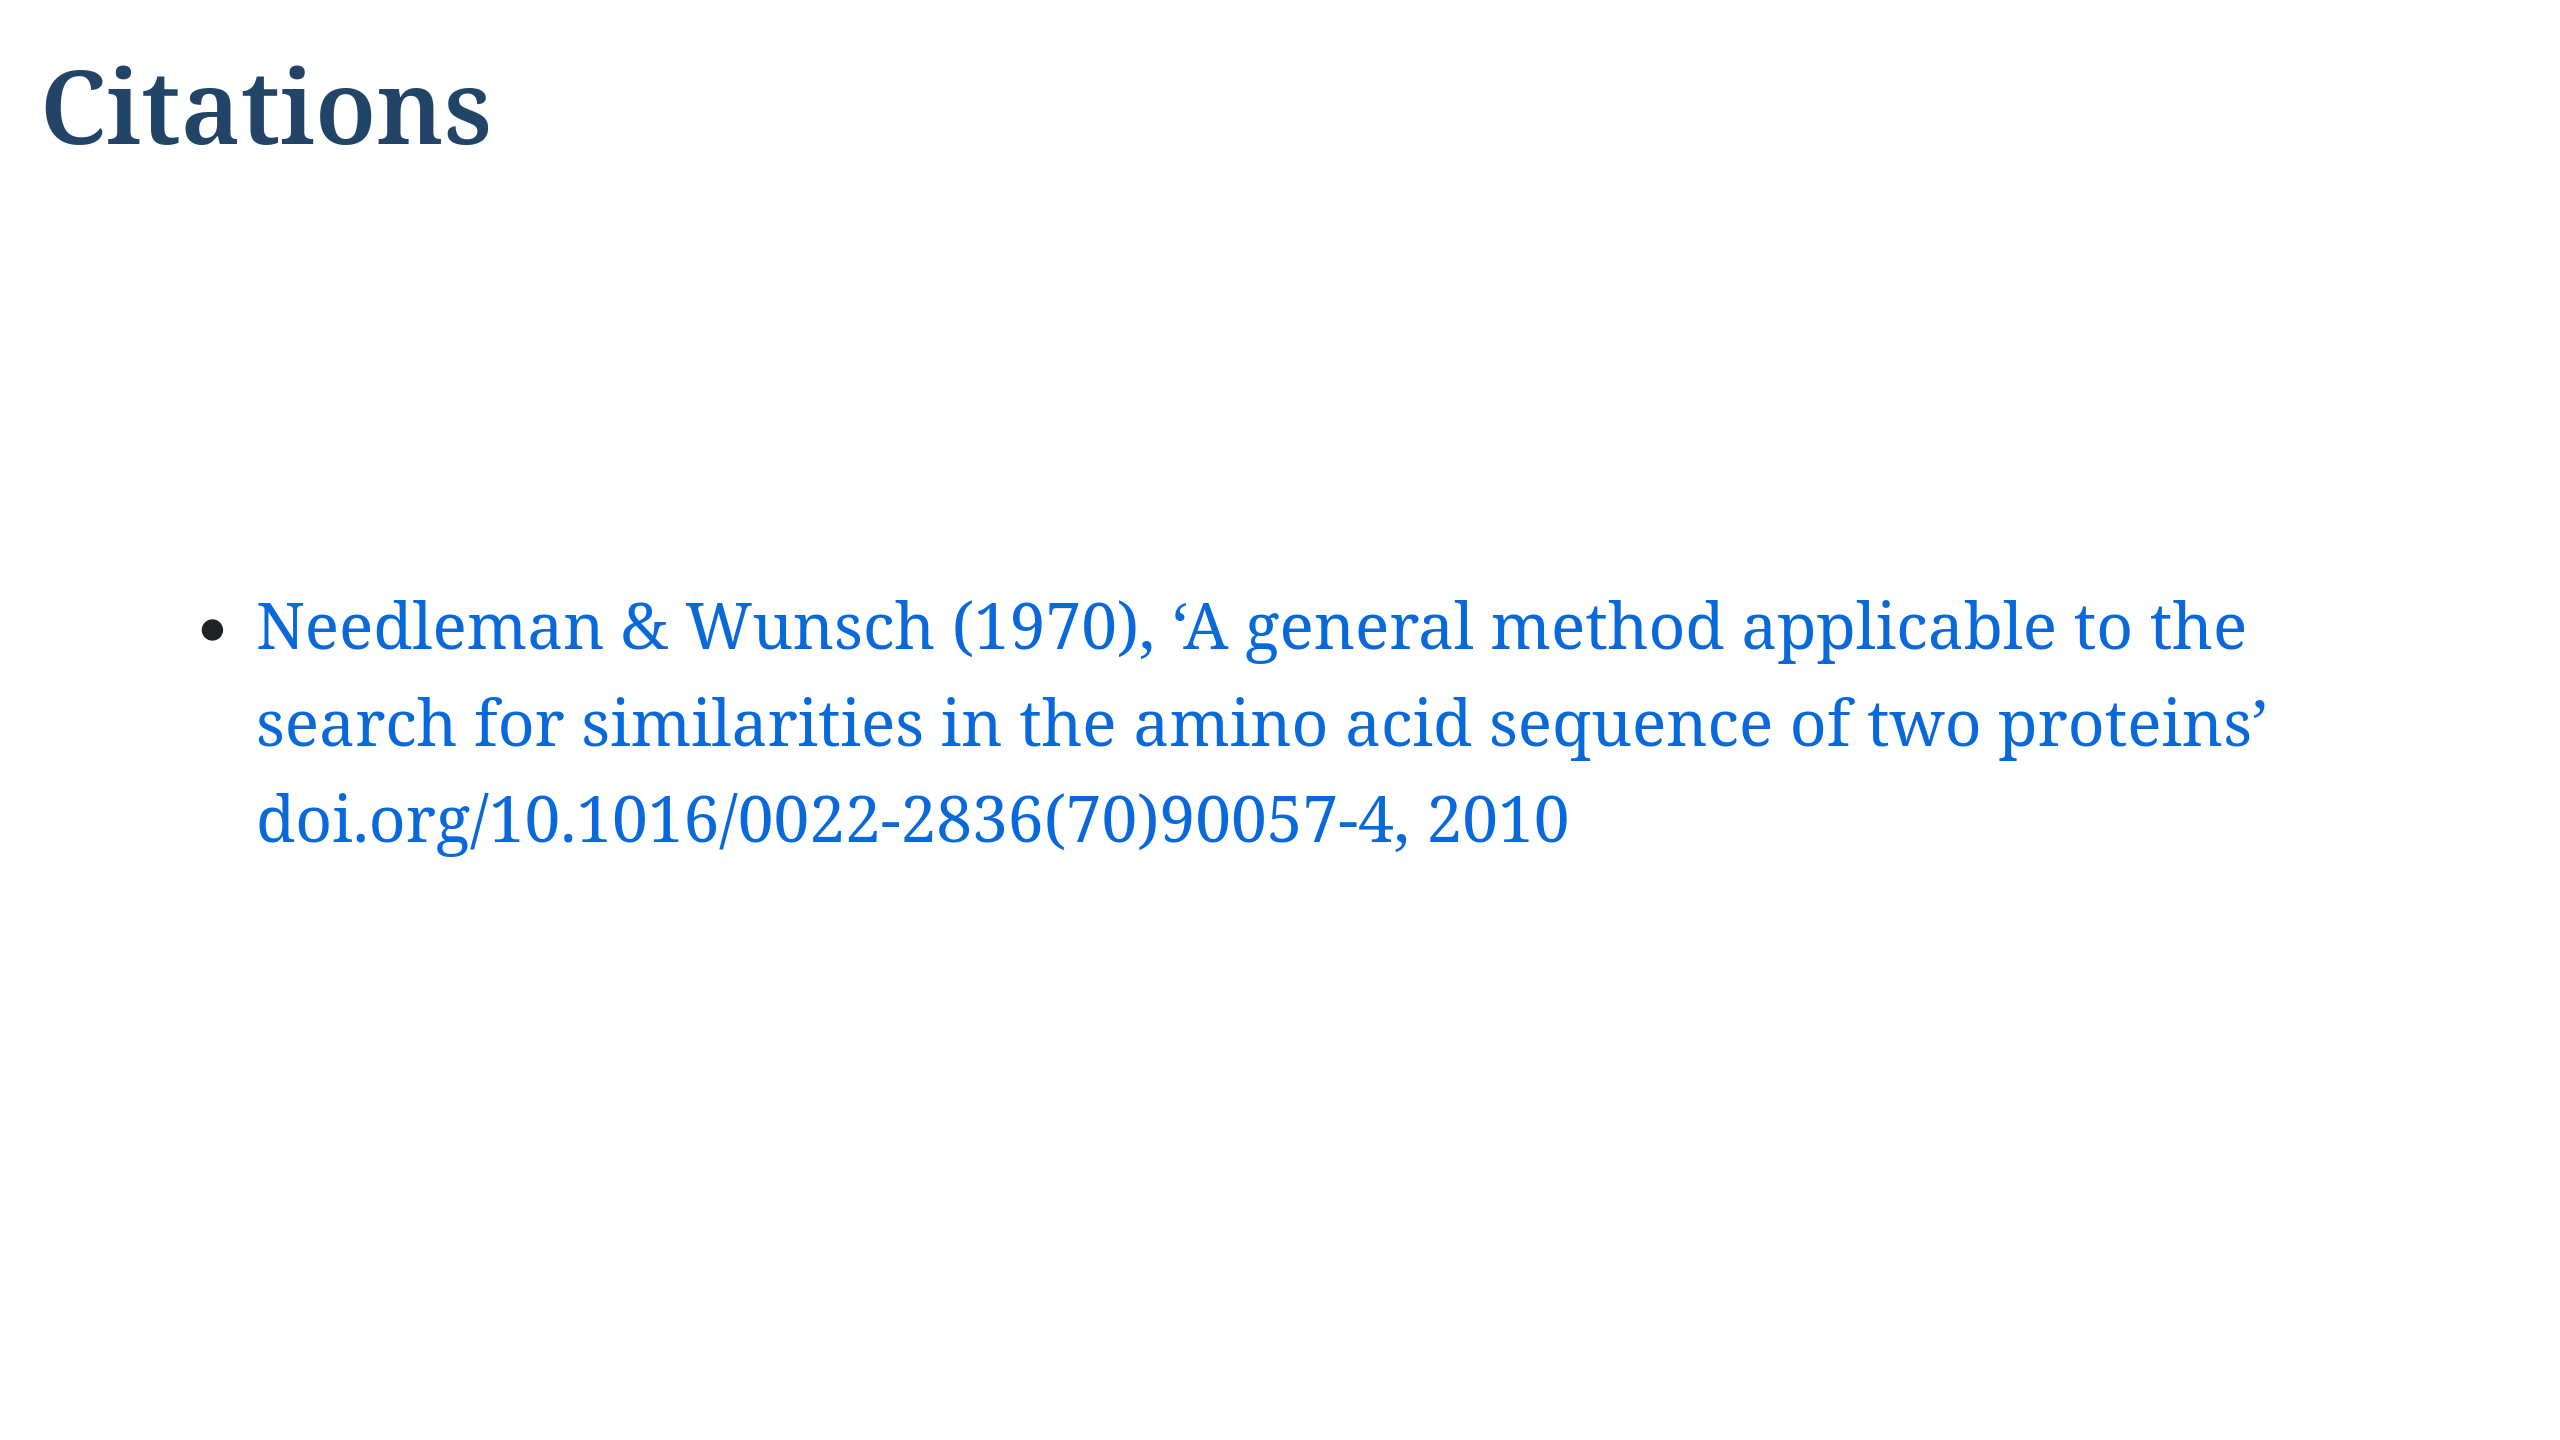 Citations
• Needleman & Wunsch (1970), ‘A general method applicable to the
search for similarities in the amino acid sequence of two proteins’
doi.org/10.1016/0022-2836(70)90057-4, 2010